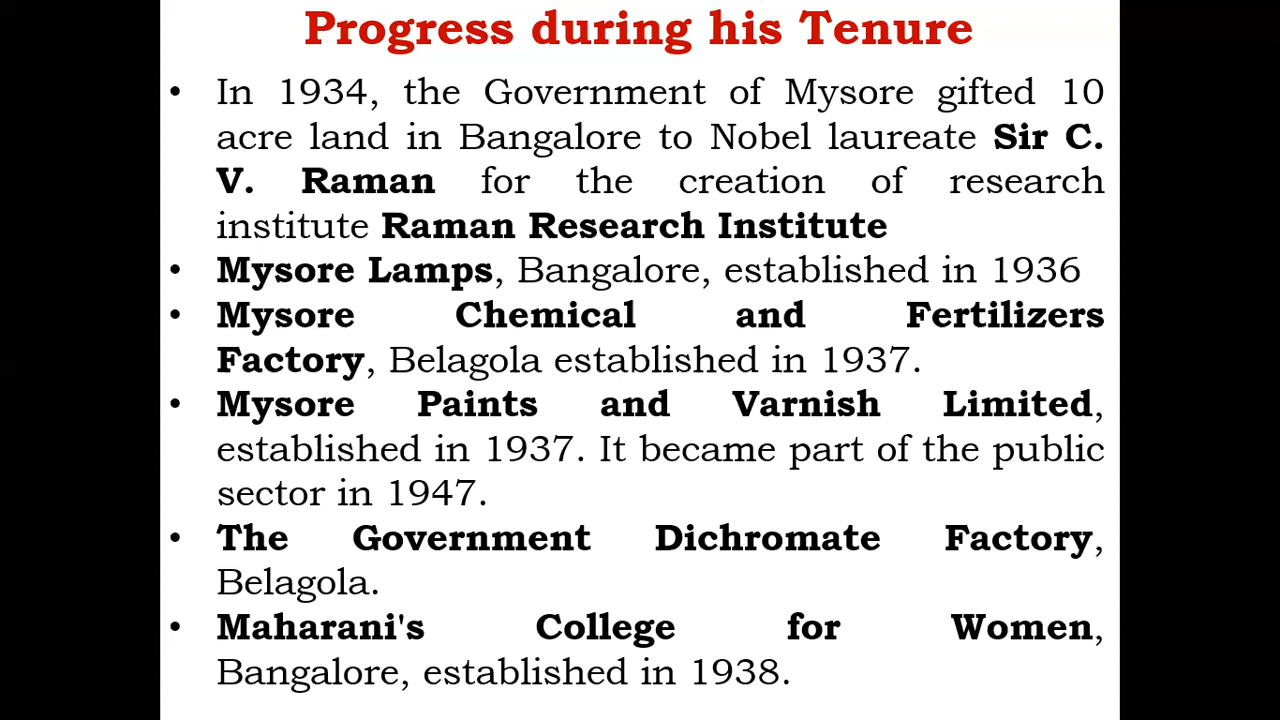 Progress during his Tenure
• In 1934, the Government of Mysore gifted 10
acre land in Bangalore to Nobel laureate Sir C.
V. Raman for the creation of research
institute Raman Research Institute
• Mysore Lamps, Bangalore, established in 1936
• Mysore Chemical and Fertilizers
Factory, Belagola established in 1937.
• Mysore Paints and Varnish Limited,
established in 1937. It became part of the public
sector in 1947.
• The Government Dichromate Factory,
Belagola.
• Maharani's College for Women,
Bangalore, established in 1938.